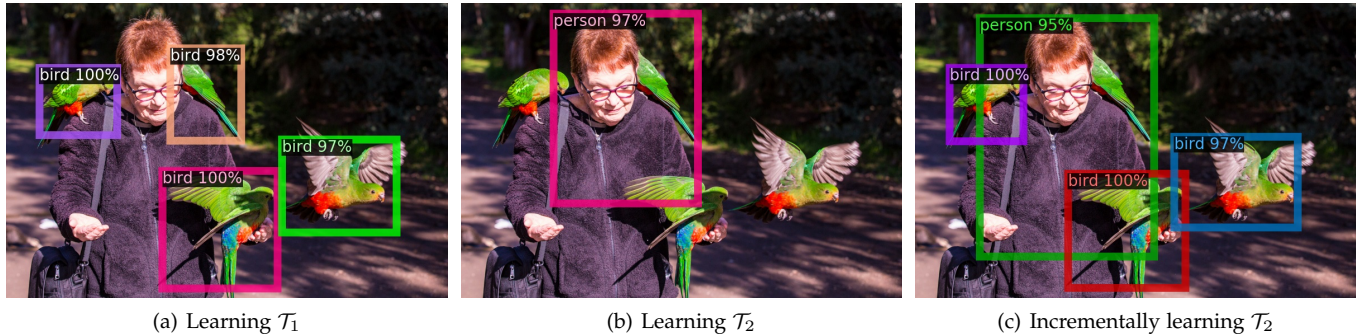 bird 98%
bird 100%
bird 97%
bird 100%
person 97%
person 95%
bird 100%
bird 97%
bird 100%
(a) Learning 𝒯₁
(b) Learning 𝒯₂
(c) Incrementally learning 𝒯₂